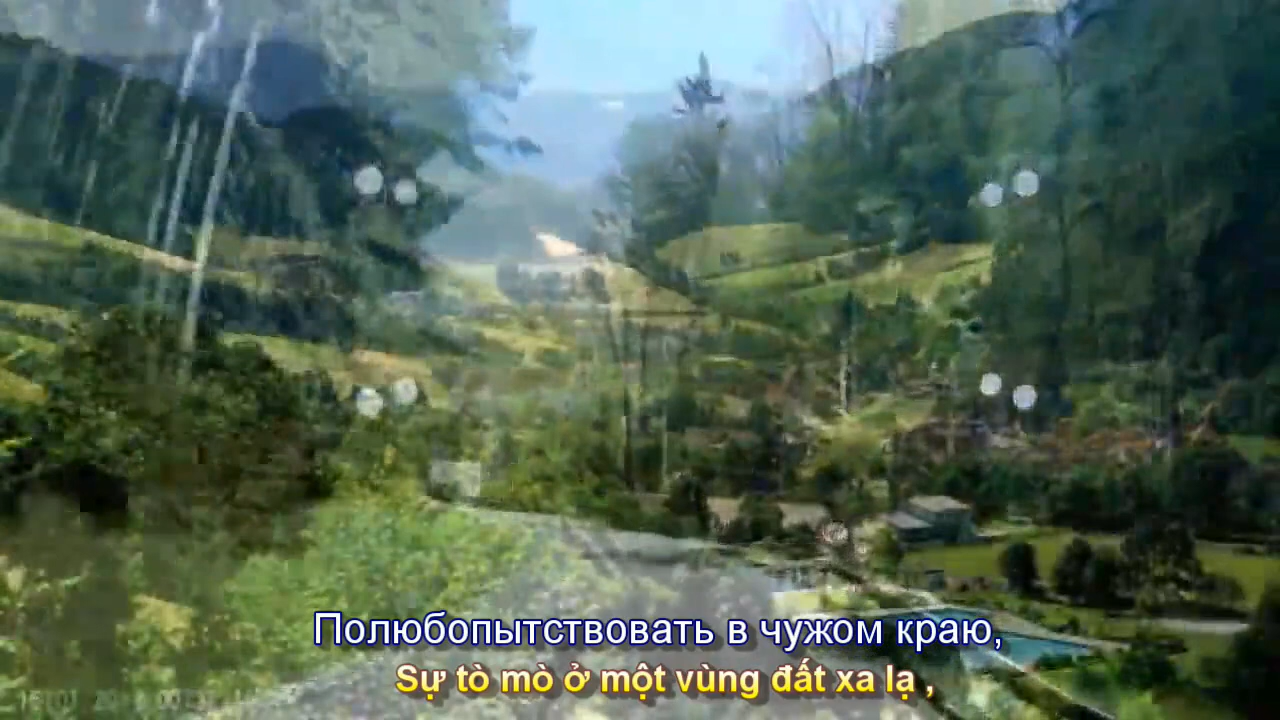 Полюбопытствовать в чужом краю,
Sự tò mò ở một vùng đất xa lạ ,